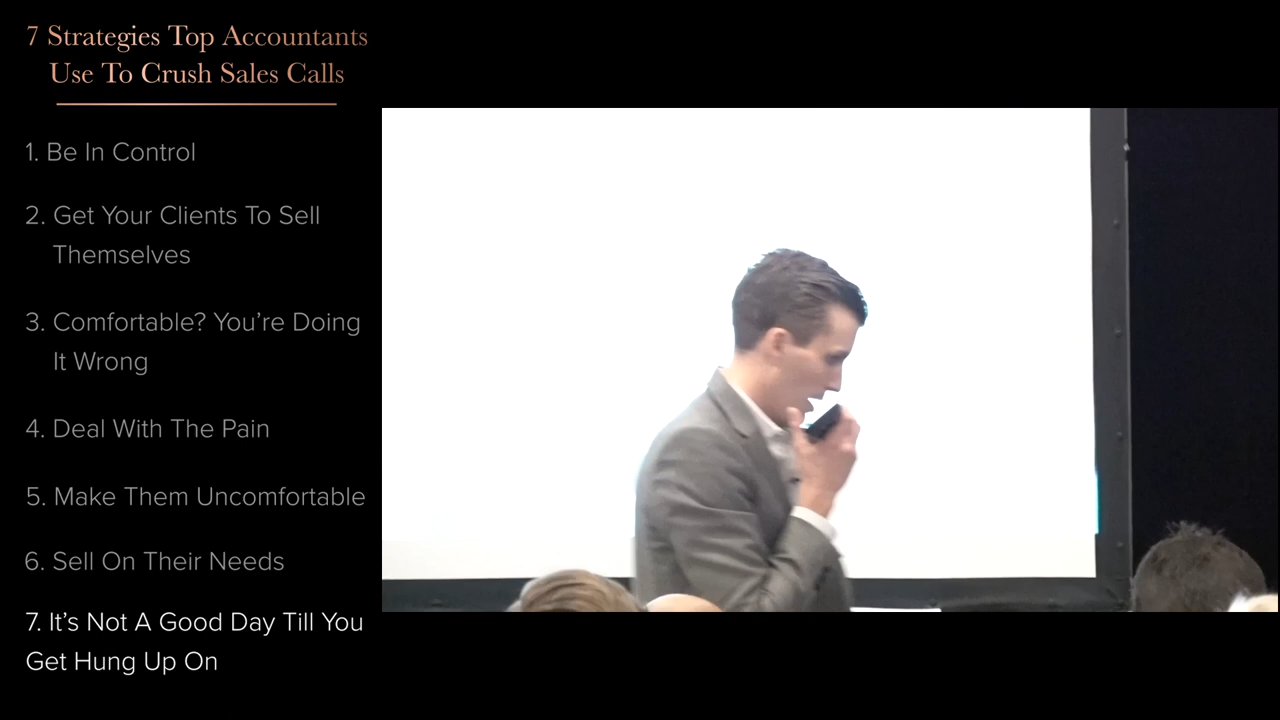 7 Strategies Top Accountants
Use To Crush Sales Calls
1. Be In Control
2. Get Your Clients To Sell
Themselves
3. Comfortable? You’re Doing
It Wrong
4. Deal With The Pain
5. Make Them Uncomfortable
6. Sell On Their Needs
7. It’s Not A Good Day Till You
Get Hung Up On